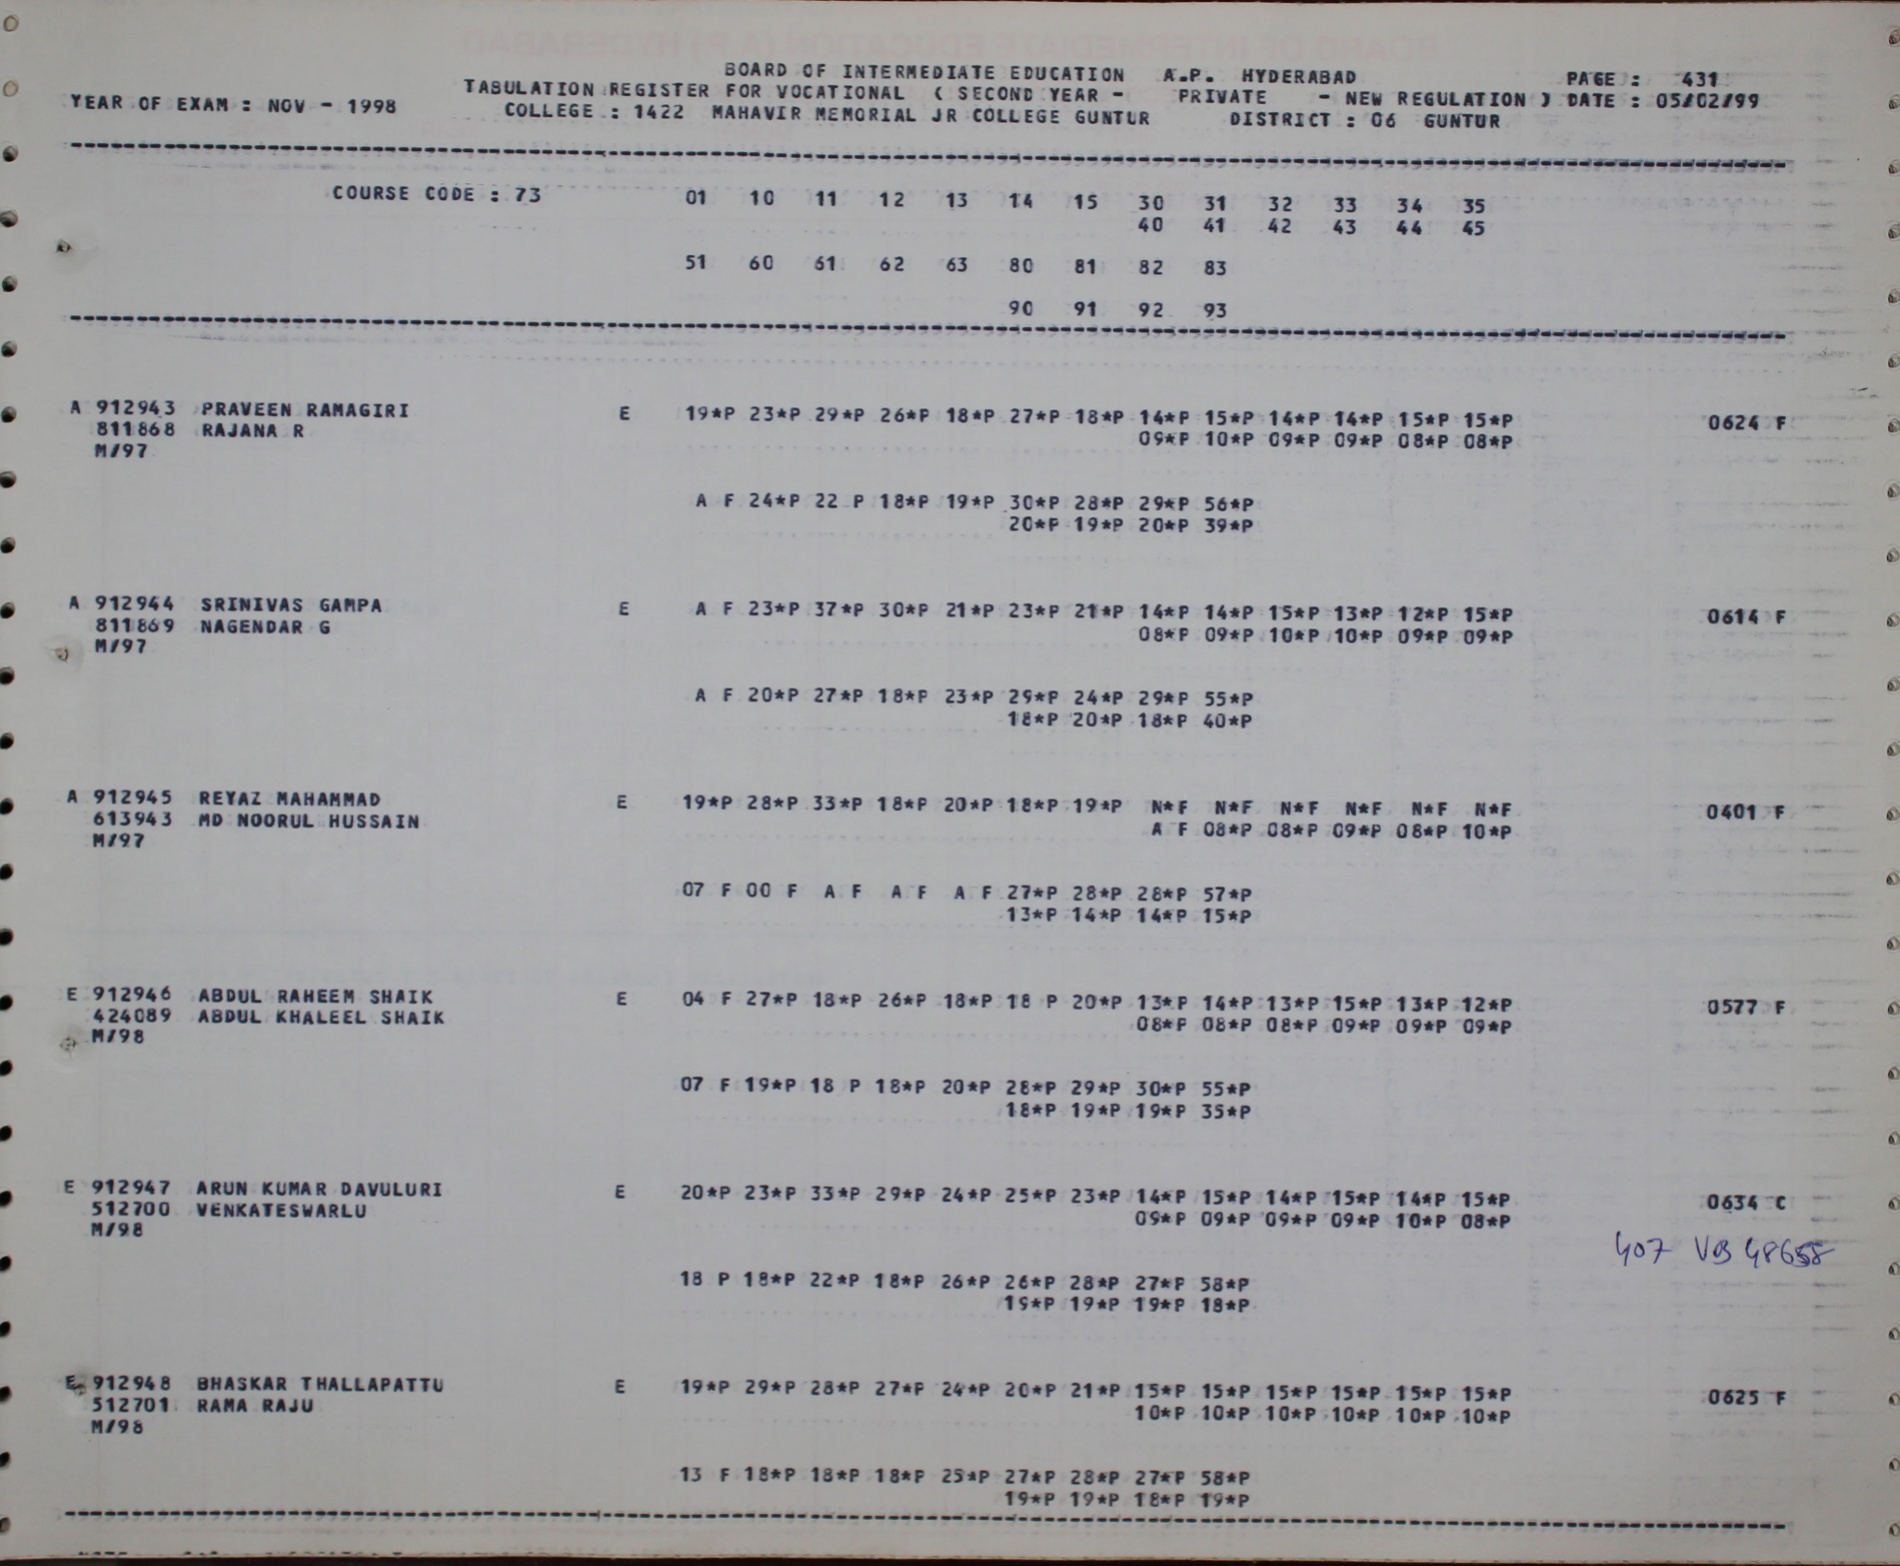 BOARD OF INTERMEDIATE EDUCATION A.P. HYDERABAD PAGE : 431
TABULATION REGISTER FOR VOCATIONAL ( SECOND YEAR - PRIVATE - NEW REGULATION ) DATE : 05/02/99
YEAR OF EXAM : NOV - 1998 COLLEGE : 1422 MAHAVIR MEMORIAL JR COLLEGE GUNTUR DISTRICT : 06 GUNTUR
COURSE CODE : 73 01 10 11 12 13 14 15 30 31 32 33 34 35
40 41 42 43 44 45
51 60 61 62 63 80 81 82 83
90 91 92 93
A 912943 PRAVEEN RAMAGIRI E 19*P 23*P 29*P 26*P 18*P 27*P 18*P 14*P 15*P 14*P 14*P 15*P 15*P 0624 F
811868 RAJANA R 09*P 10*P 09*P 09*P 08*P 08*P
M/97
A F 24*P 22 P 18*P 19*P 30*P 28*P 29*P 56*P
20*P 19*P 20*P 39*P
A 912944 SRINIVAS GAMPA E A F 23*P 37*P 30*P 21*P 23*P 21*P 14*P 14*P 15*P 13*P 12*P 15*P 0614 F
811869 NAGENDAR G 08*P 09*P 10*P 10*P 09*P 09*P
M/97
A F 20*P 27*P 18*P 23*P 29*P 24*P 29*P 55*P
18*P 20*P 18*P 40*P
A 912945 REYAZ MAHAMMAD E 19*P 28*P 33*P 18*P 20*P 18*P 19*P N*F N*F N*F N*F N*F N*F 0401 F
613943 MD NOORUL HUSSAIN A F 08*P 08*P 09*P 08*P 10*P
M/97
07 F 00 F A F A F A F 27*P 28*P 28*P 57*P
13*P 14*P 14*P 15*P
E 912946 ABDUL RAHEEM SHAIK E 04 F 27*P 18*P 26*P 18*P 18 P 20*P 13*P 14*P 13*P 15*P 13*P 12*P 0577 F
424089 ABDUL KHALEEL SHAIK 08*P 08*P 08*P 09*P 09*P 09*P
M/98
07 F 19*P 18 P 18*P 20*P 28*P 29*P 30*P 55*P
18*P 19*P 19*P 35*P
E 912947 ARUN KUMAR DAVULURI E 20*P 23*P 33*P 29*P 24*P 25*P 23*P 14*P 15*P 14*P 15*P 14*P 15*P 0634 C
512700 VENKATESWARLU 09*P 09*P 09*P 09*P 10*P 08*P
M/98 407 VB 48658
18 P 18*P 22*P 18*P 26*P 26*P 28*P 27*P 58*P
19*P 19*P 19*P 18*P
E 912948 BHASKAR THALLAPATTU E 19*P 29*P 28*P 27*P 24*P 20*P 21*P 15*P 15*P 15*P 15*P 15*P 15*P 0625 F
512701 RAMA RAJU 10*P 10*P 10*P 10*P 10*P 10*P
M/98
13 F 18*P 18*P 18*P 25*P 27*P 28*P 27*P 58*P
19*P 19*P 18*P 19*P